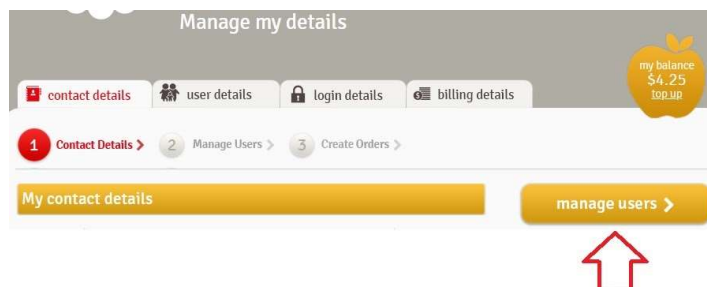 Manage my details
my balance
$4.25
top up
contact details
user details
login details
billing details
1 Contact Details
2 Manage Users
3 Create Orders
My contact details
manage users